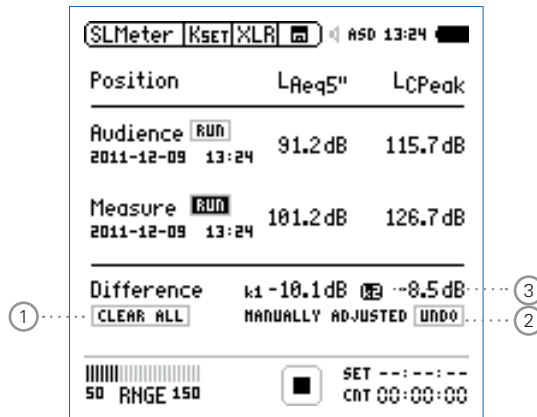 SLMeter KSET XLR ASD 13:24
Position LAeq5" LCPeak
Audience RUN 91.2dB 115.7dB
2011-12-09 13:24
Measure RUN 101.2dB 126.7dB
2011-12-09 13:24
Difference k1 -10.1dB k2 -8.5dB 3
1 CLEAR ALL MANUALLY ADJUSTED UNDO 2
SET --:--:--
50 RNGE 150 CNT 00:00:00